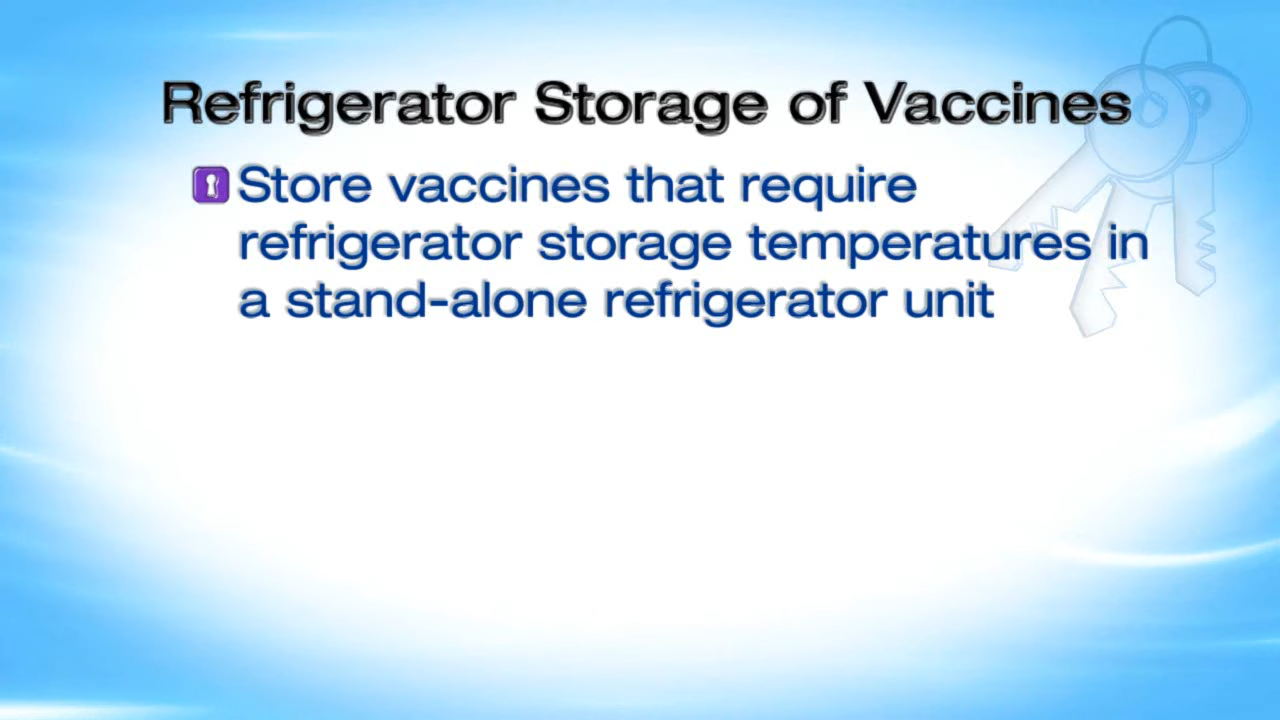 Refrigerator Storage of Vaccines
Store vaccines that require
refrigerator storage temperatures in
a stand-alone refrigerator unit